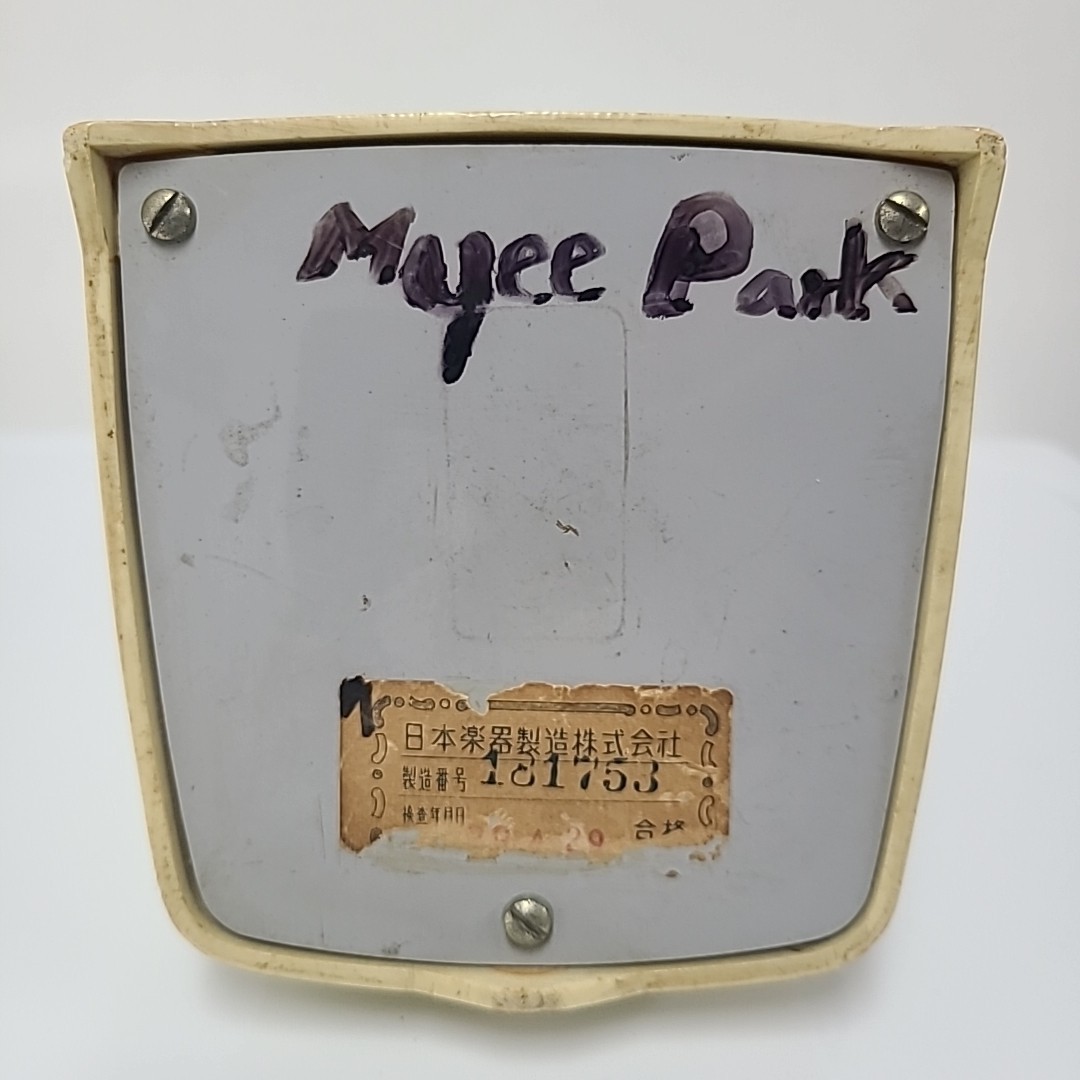 Myee Park
日本楽器製造株式会社
製造番号 181753
検査年月日 20
合格